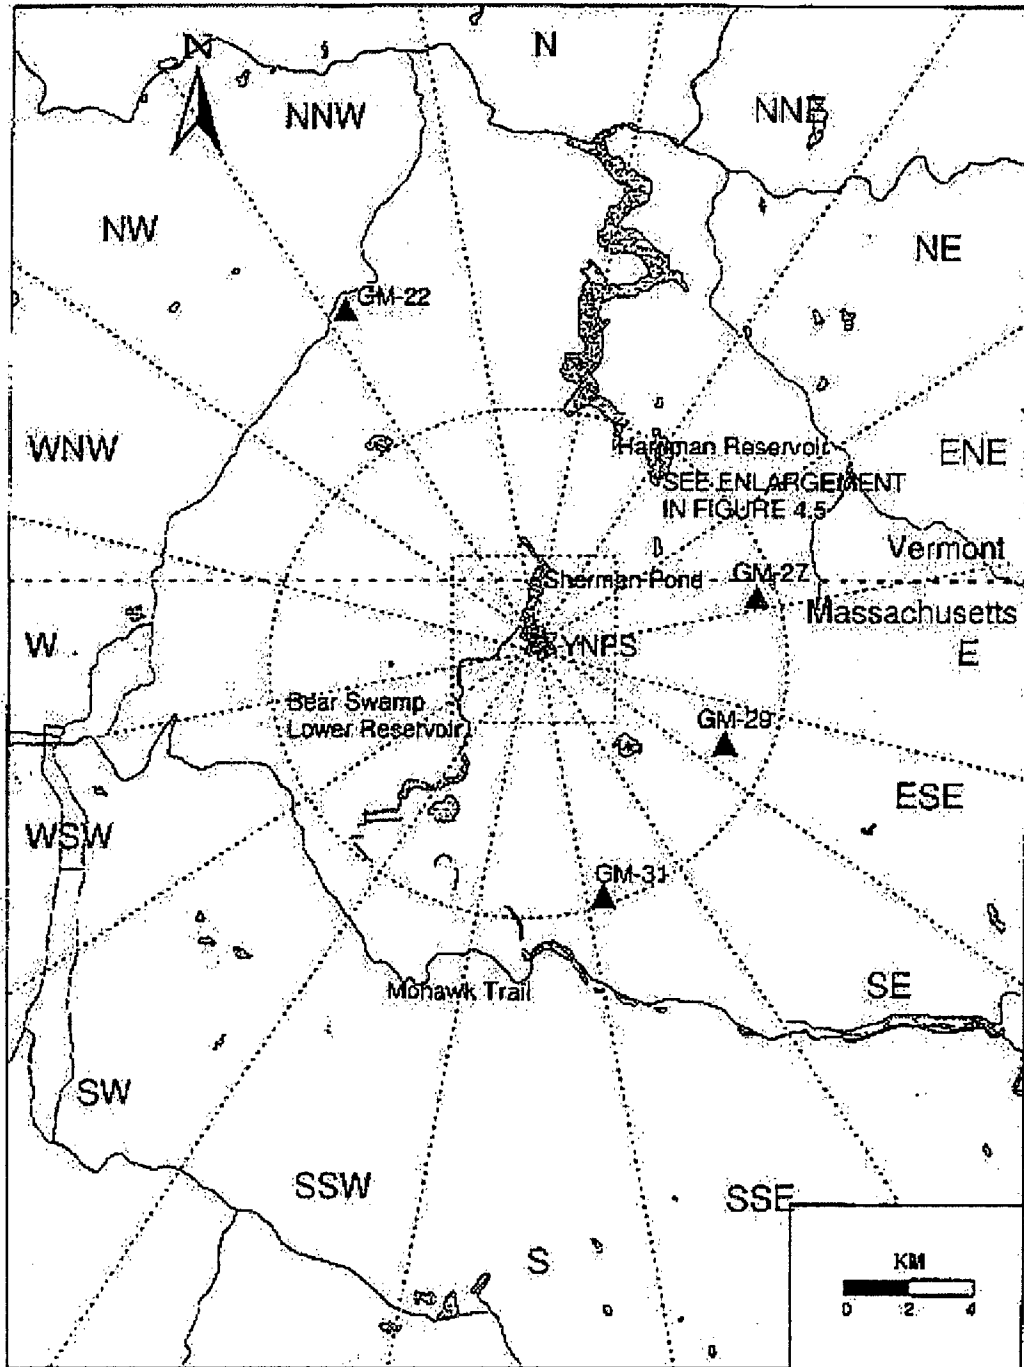 N
N
NNW
NNE
NW
NE
GM-22
WNW
Harriman Reservoir
ENE
SEE ENLARGEMENT
IN FIGURE 4.5
Vermont
Sherman Pond
GM-27
Massachusetts
W
YNPS
E
Bear Swamp
Lower Reservoir
GM-29
ESE
WSW
GM-31
Mohawk Trail
SE
SW
SSW
SSE
S
KM
0 2 4